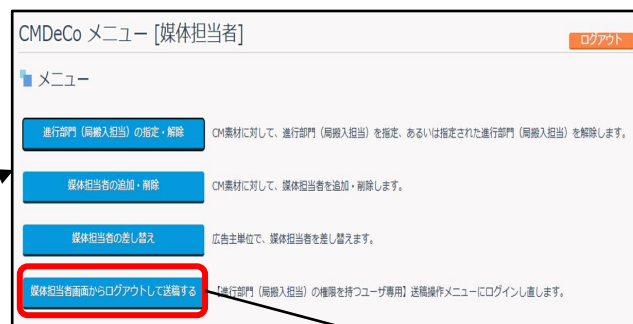 CMDeCo メニュー [媒体担当者]
ログアウト
メニュー
進行部門（局搬入担当）の指定・解除 CM素材に対して、進行部門（局搬入担当）を指定、あるいは指定された進行部門（局搬入担当）を解除します。
媒体担当者の追加・削除 CM素材に対して、媒体担当者を追加・削除します。
媒体担当者の差し替え 広告主単位で、媒体担当者を差し替えます。
媒体担当者画面からログアウトして送稿する 【進行部門（局搬入担当）の権限を持つユーザ専用】送稿操作メニューにログインし直します。